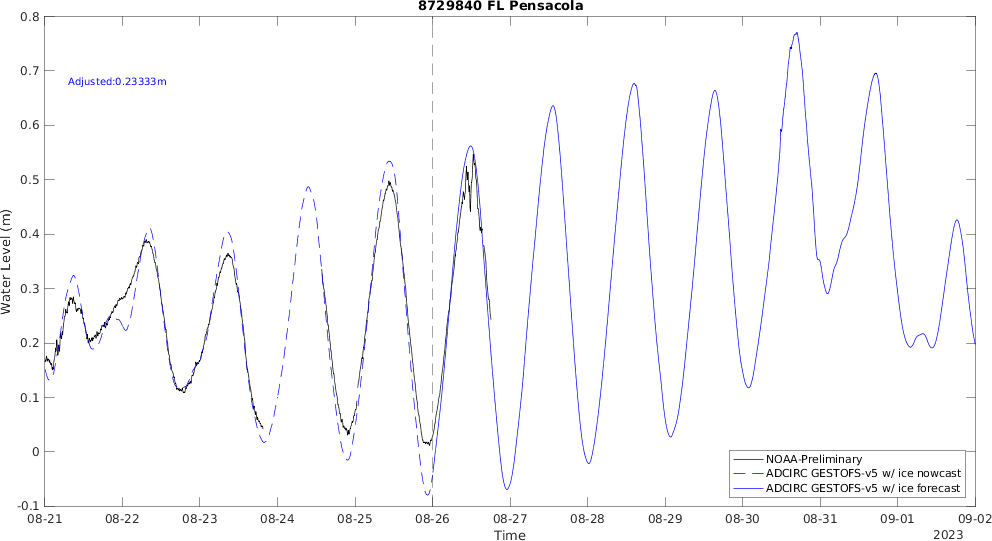 8729840 FL Pensacola
0.8
0.7
0.6
0.5
0.4
0.3
0.2
0.1
0
-0.1
Water Level (m)
Adjusted:0.23333m
NOAA-Preliminary
ADCIRC GESTOFS-v5 w/ ice nowcast
ADCIRC GESTOFS-v5 w/ ice forecast
08-21 08-22 08-23 08-24 08-25 08-26 08-27 08-28 08-29 08-30 08-31 09-01 09-02
Time
2023